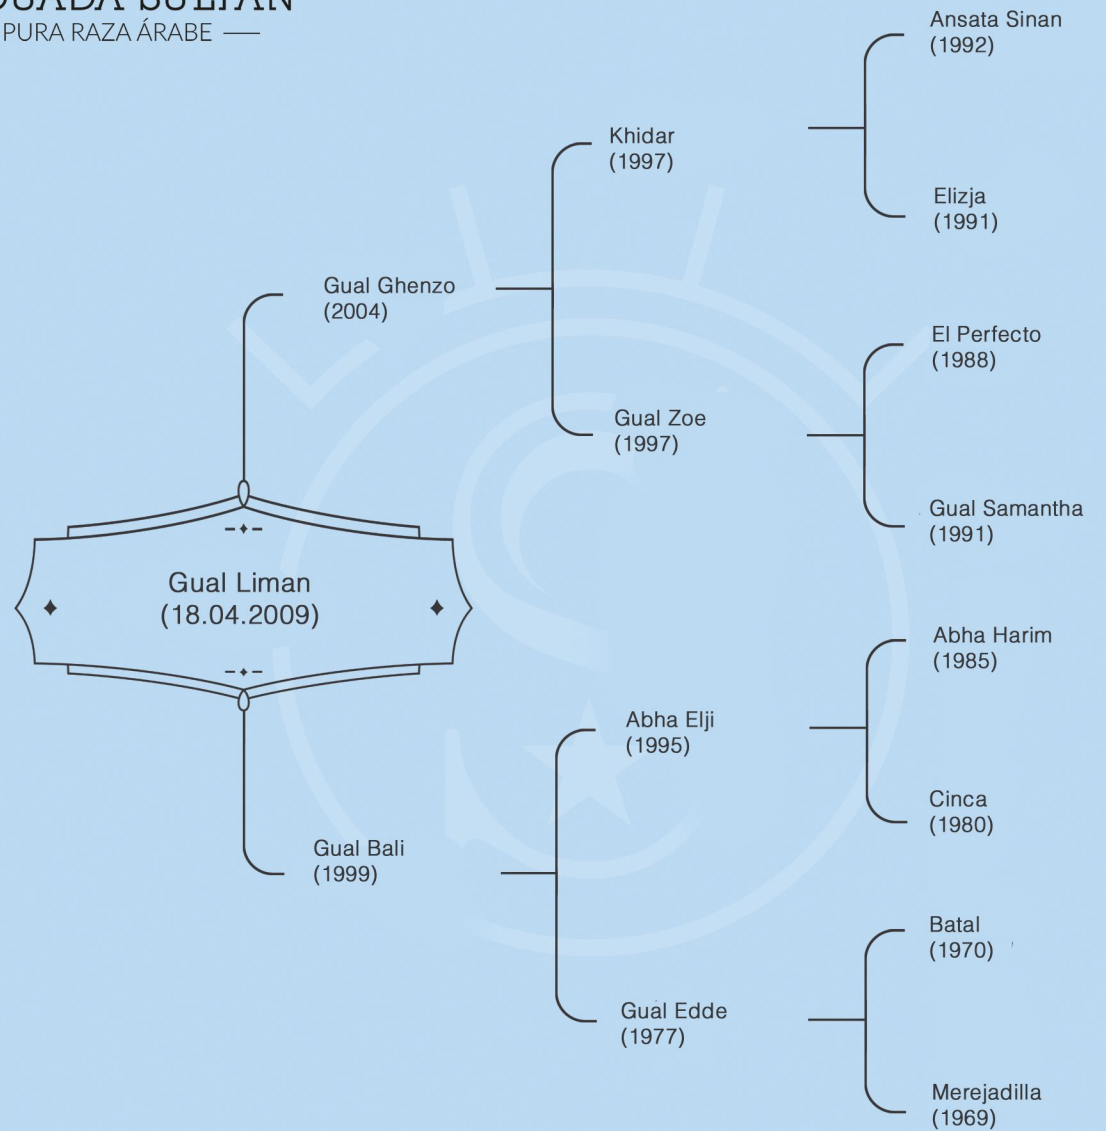 PURA RAZA ÁRABE
Ansata Sinan
(1992)
Khidar
(1997)
Elizja
(1991)
Gual Ghenzo
(2004)
El Perfecto
(1988)
Gual Zoe
(1997)
Gual Samantha
(1991)
Gual Liman
(18.04.2009)
Abha Harim
(1985)
Abha Elji
(1995)
Cinca
(1980)
Gual Bali
(1999)
Batal
(1970)
Gual Edde
(1977)
Merejadilla
(1969)